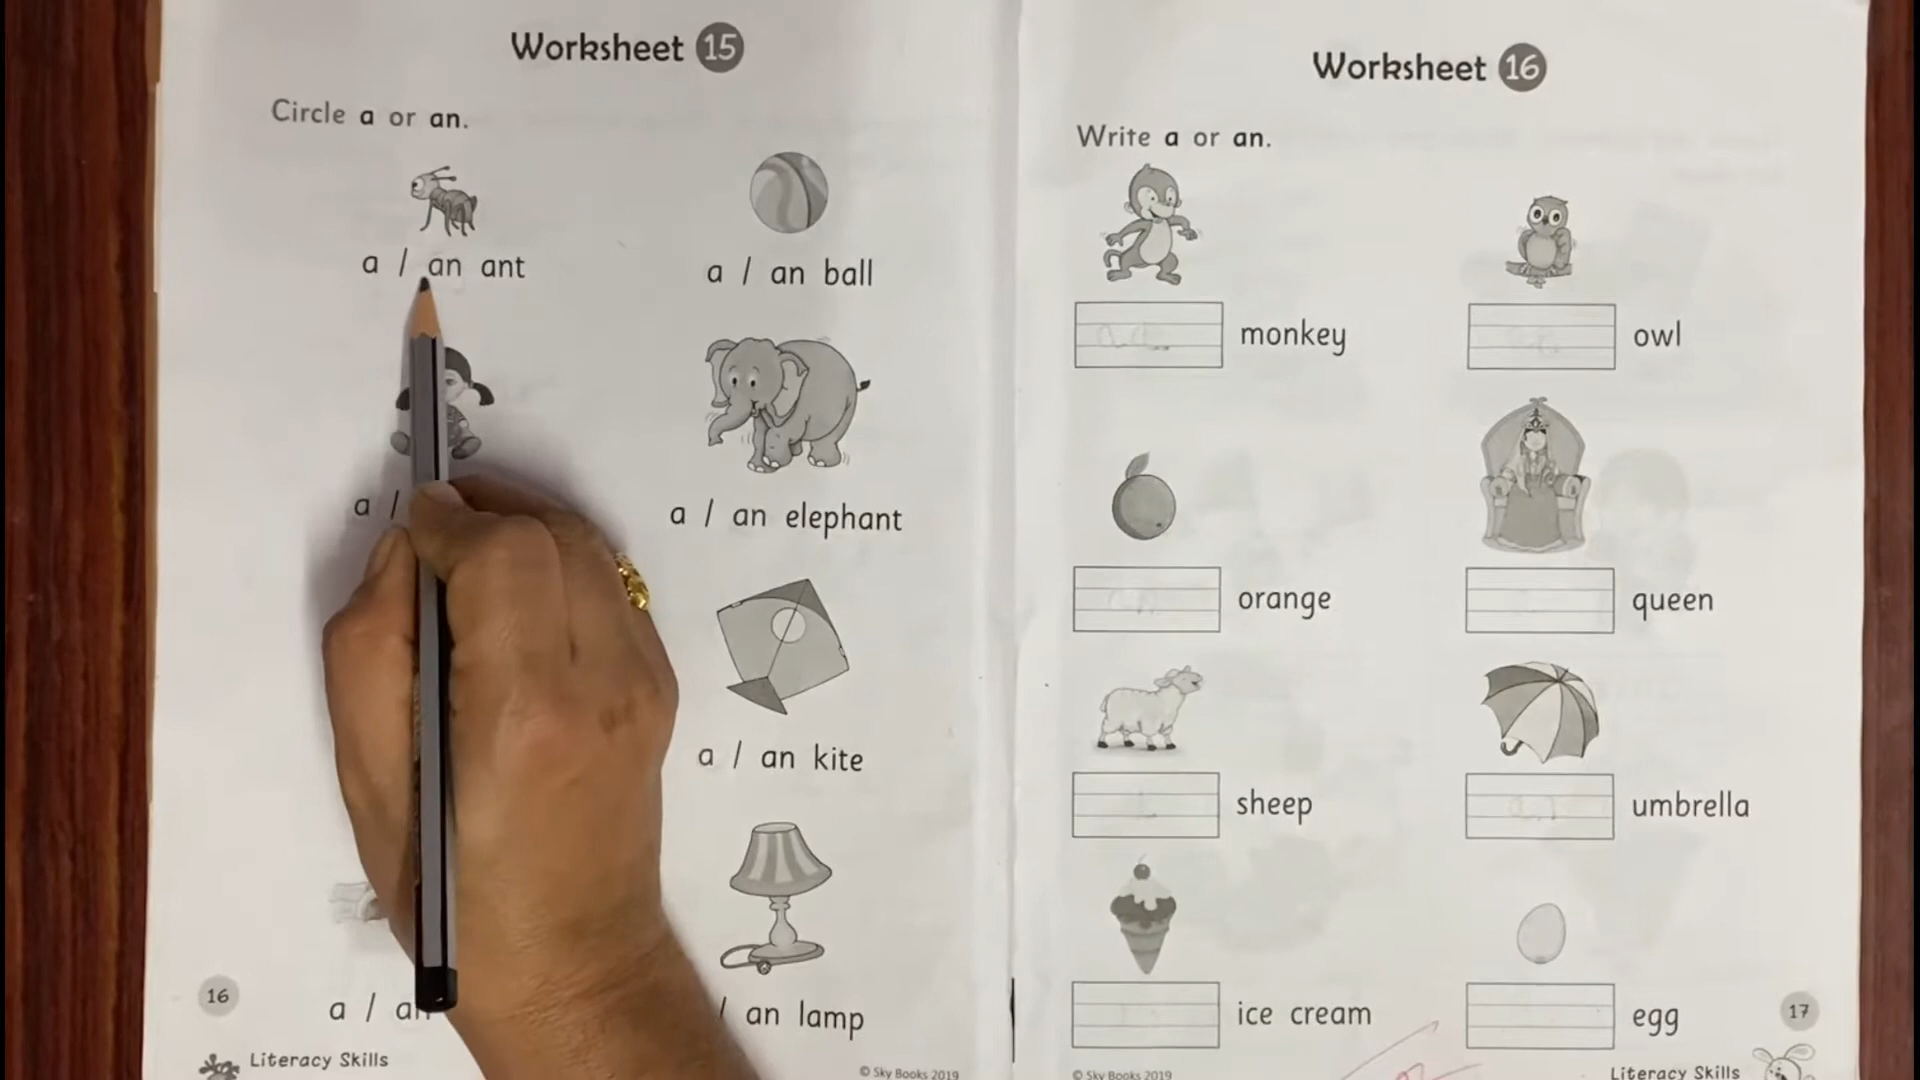 Worksheet 15
Circle a or an.
a / an ant
a / an ball
a /
a / an elephant
a / an kite
a / an
/ an lamp
16
Literacy Skills
© Sky Books 2019
Worksheet 16
Write a or an.
monkey
owl
orange
queen
sheep
umbrella
ice cream
egg
17
© Sky Books 2019
Literacy Skills